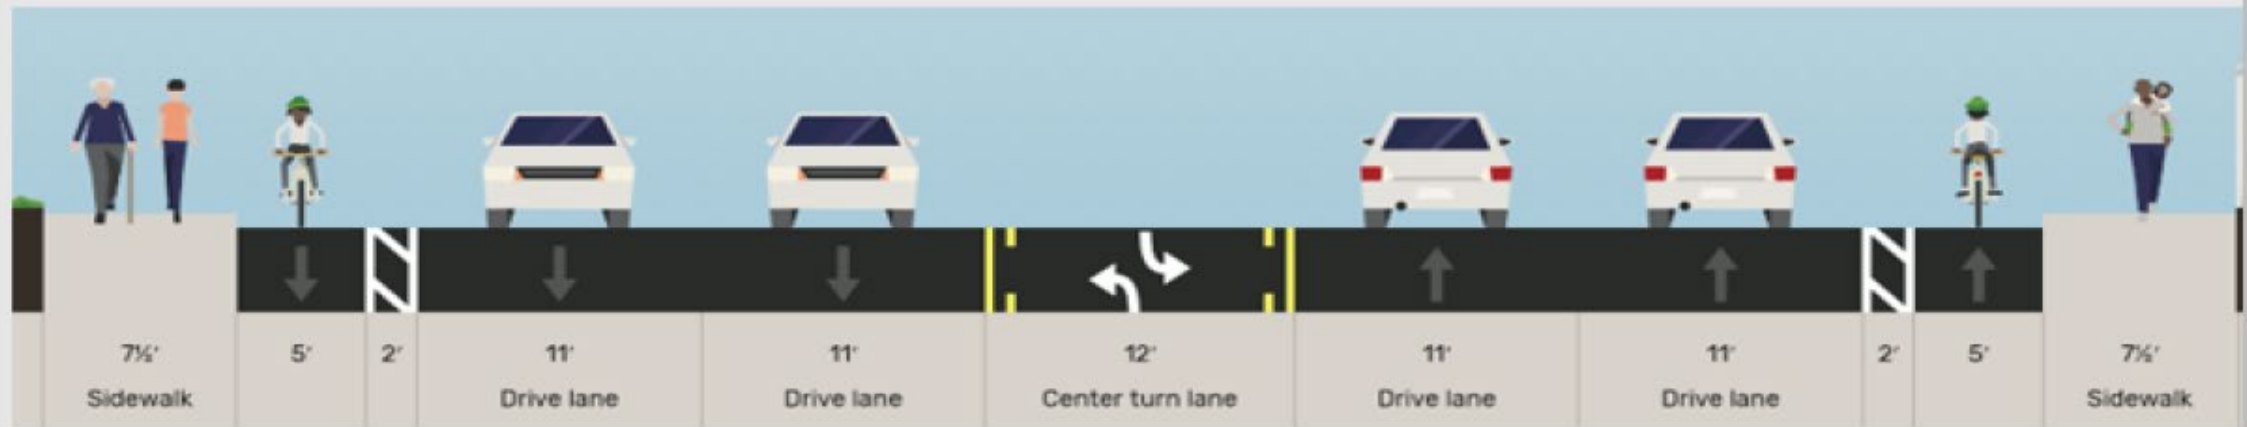 7½' 5' 2' 11' 11' 12' 11' 11' 2' 5' 7½'
Sidewalk Drive lane Drive lane Center turn lane Drive lane Drive lane Sidewalk